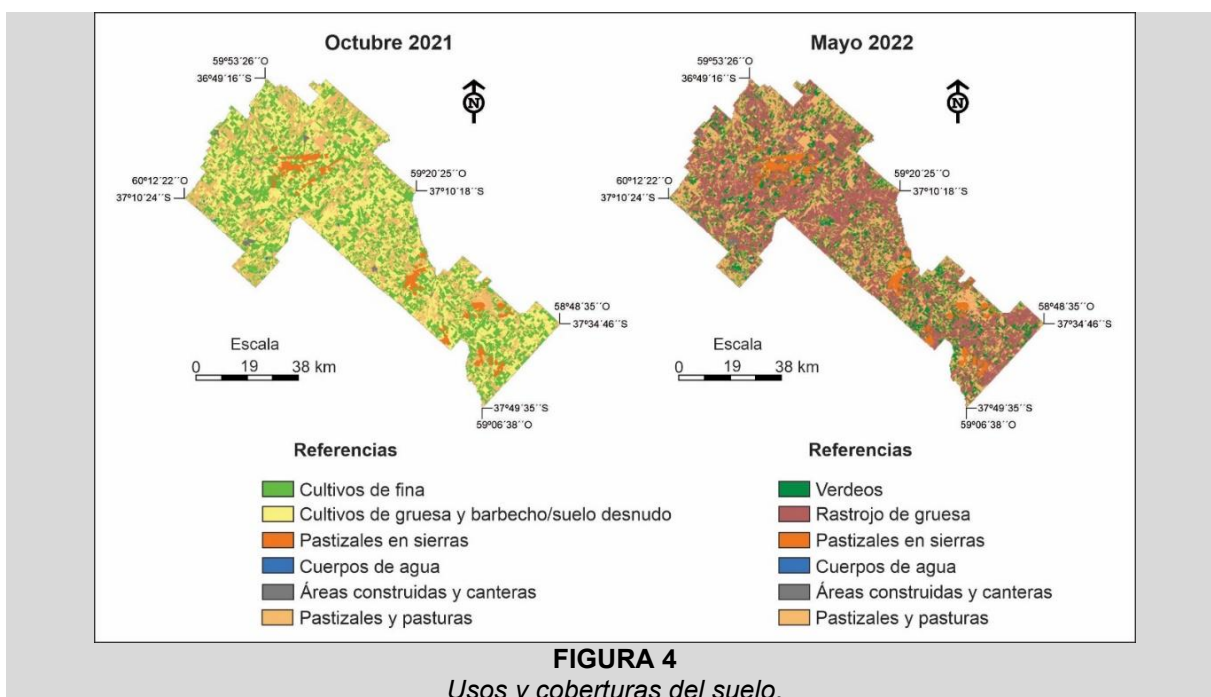 Octubre 2021
59º53´26´´O
36º49´16´´S
N
60º12´22´´O
37º10´24´´S
59º20´25´´O
37º10´18´´S
58º48´35´´O
37º34´46´´S
Escala
0 19 38 km
37º49´35´´S
59º06´38´´O
Referencias
Cultivos de fina
Cultivos de gruesa y barbecho/suelo desnudo
Pastizales en sierras
Cuerpos de agua
Áreas construidas y canteras
Pastizales y pasturas
Mayo 2022
59º53´26´´O
36º49´16´´S
N
60º12´22´´O
37º10´24´´S
59º20´25´´O
37º10´18´´S
58º48´35´´O
37º34´46´´S
Escala
0 19 38 km
37º49´35´´S
59º06´38´´O
Referencias
Verdeos
Rastrojo de gruesa
Pastizales en sierras
Cuerpos de agua
Áreas construidas y canteras
Pastizales y pasturas
FIGURA 4
Usos y coberturas del suelo.